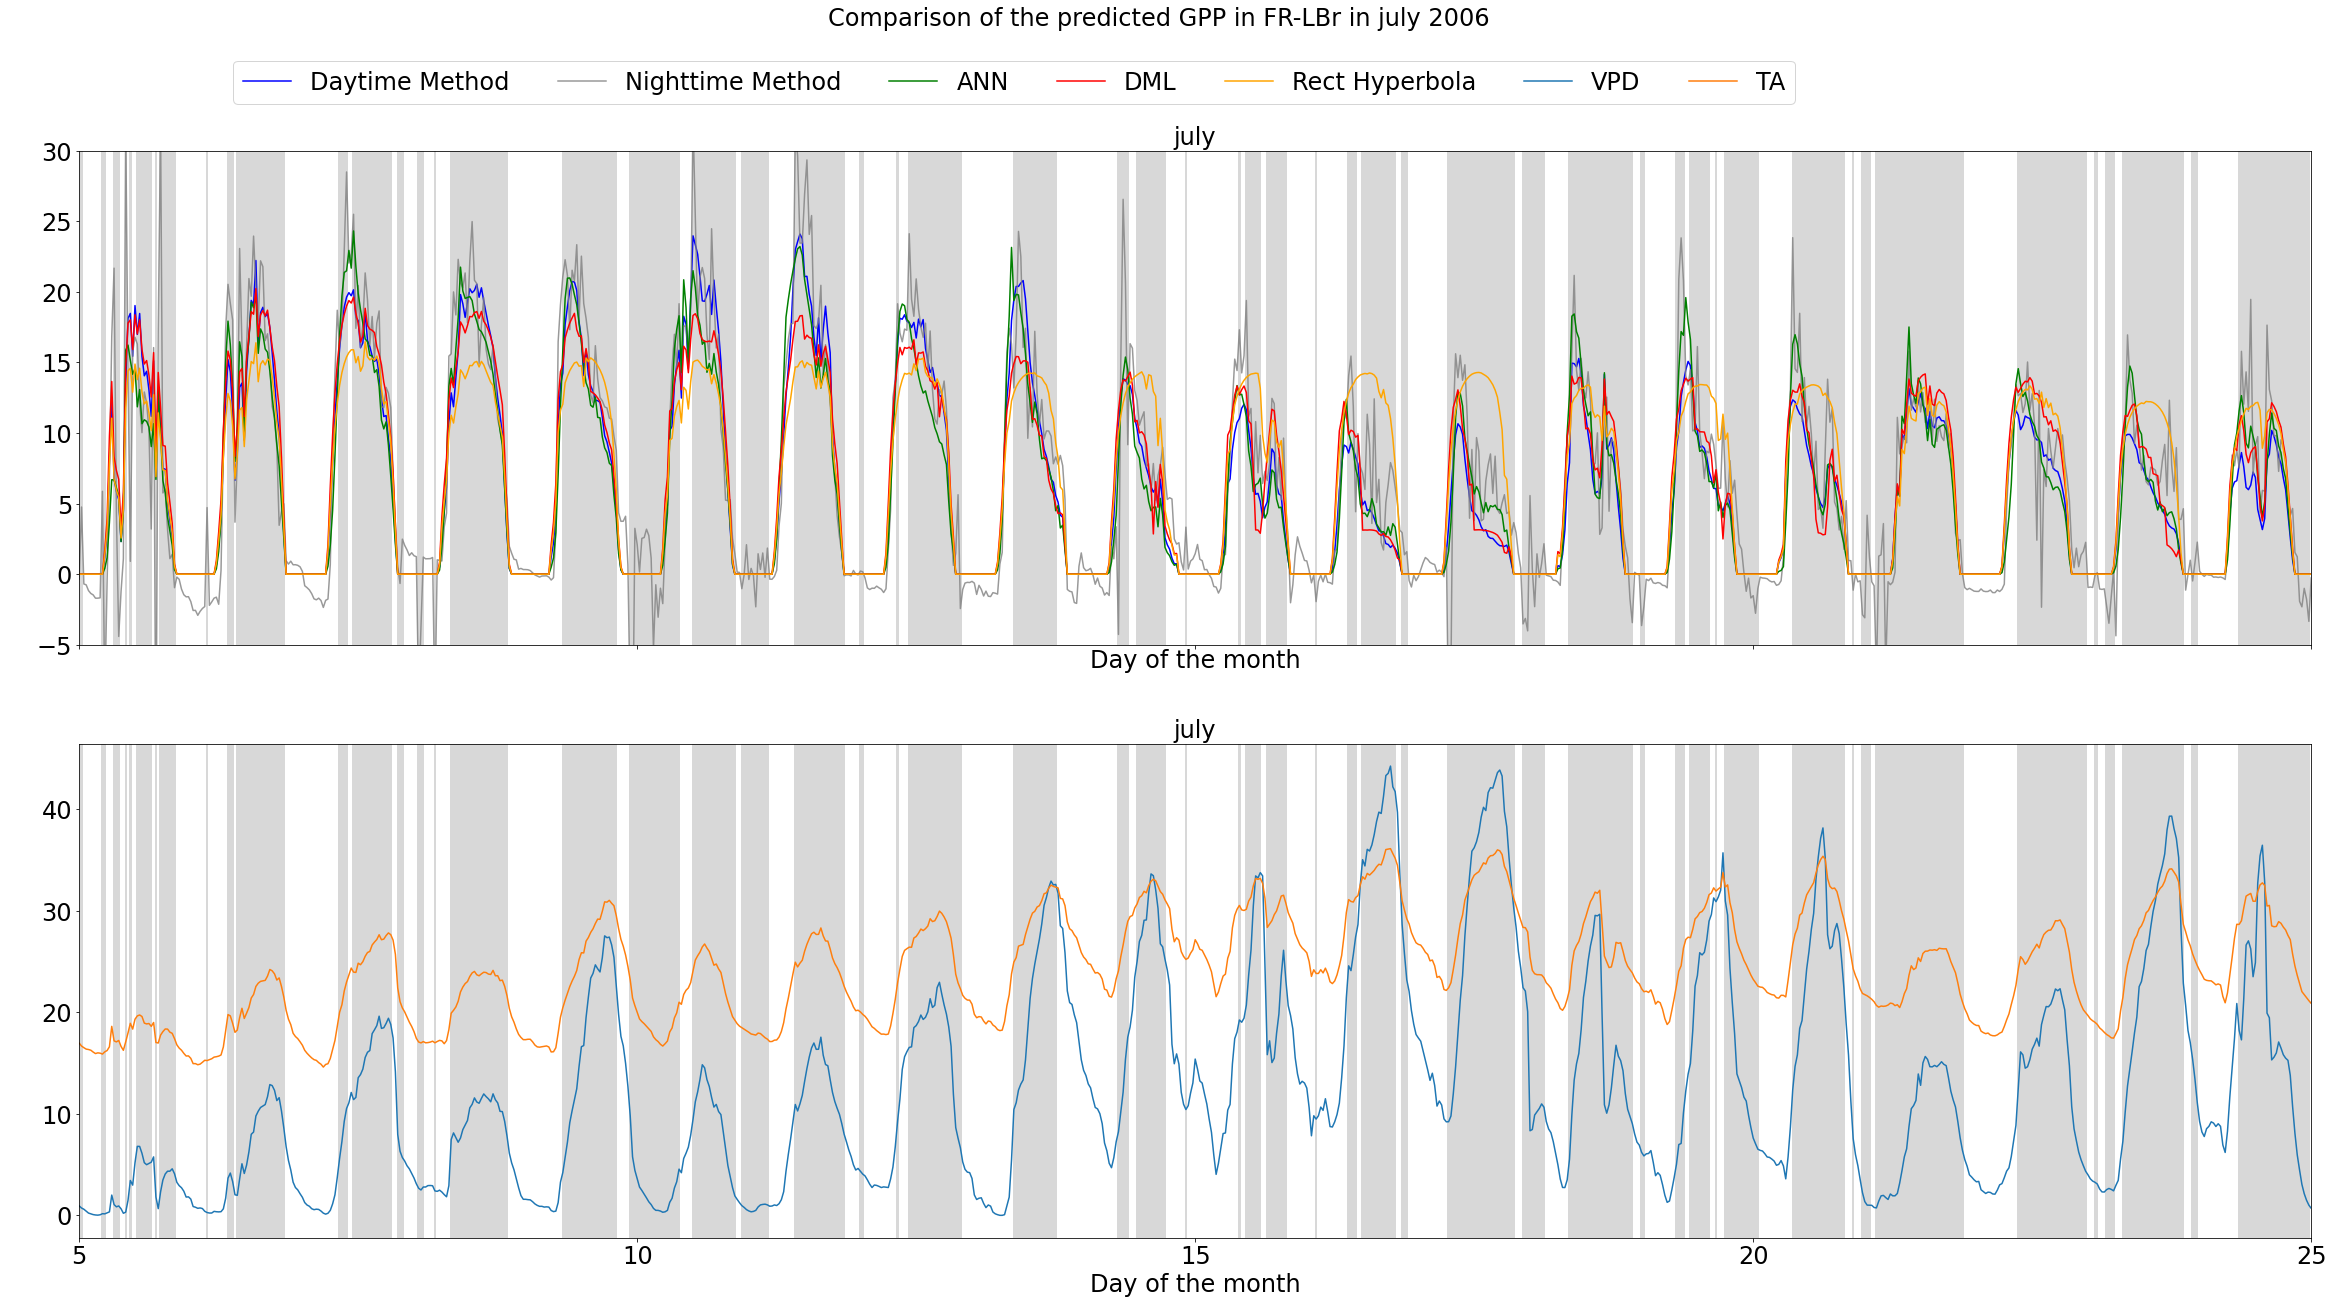 Comparison of the predicted GPP in FR-LBr in july 2006
Daytime Method Nighttime Method ANN DML Rect Hyperbola VPD TA
july
30
25
20
15
10
5
0
−5
Day of the month
july
40
30
20
10
0
5 10 15 20 25
Day of the month